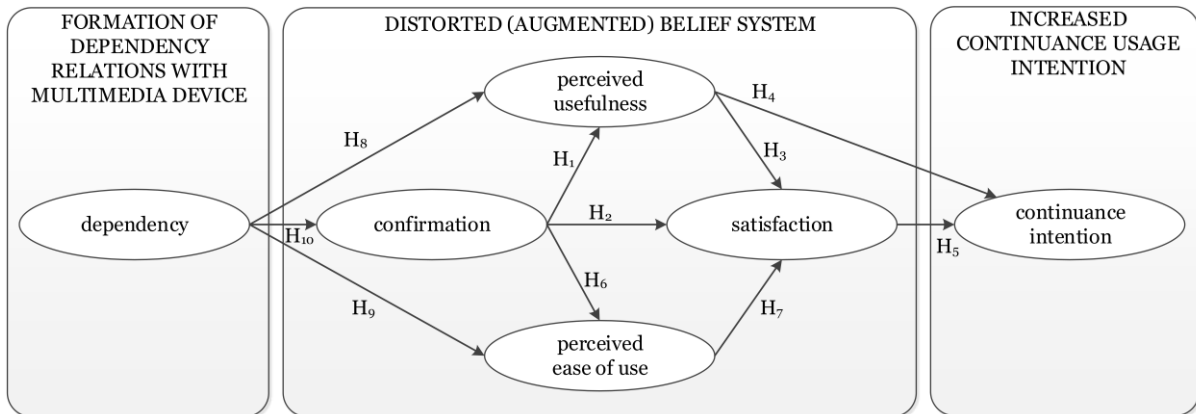 FORMATION OF
DEPENDENCY
RELATIONS WITH
MULTIMEDIA DEVICE
DISTORTED (AUGMENTED) BELIEF SYSTEM
INCREASED
CONTINUANCE USAGE
INTENTION
perceived
usefulness
H4
H8
H1
H3
dependency
H10
confirmation
H2
satisfaction
H5
continuance
intention
H6
H9
H7
perceived
ease of use